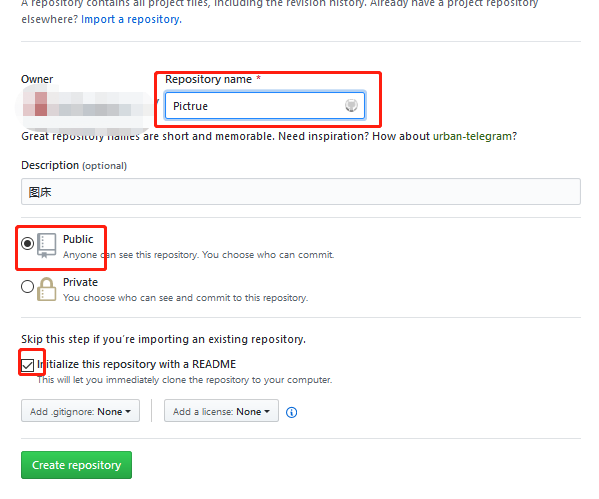 A repository contains all project files, including the revision history. Already have a project repository
elsewhere? Import a repository.
Owner
Repository name *
/
Pictrue
Great repository names are short and memorable. Need inspiration? How about urban-telegram?
Description (optional)
图床
Public
Anyone can see this repository. You choose who can commit.
Private
You choose who can see and commit to this repository.
Skip this step if you're importing an existing repository.
Initialize this repository with a README
This will let you immediately clone the repository to your computer.
Add .gitignore: None
Add a license: None
Create repository